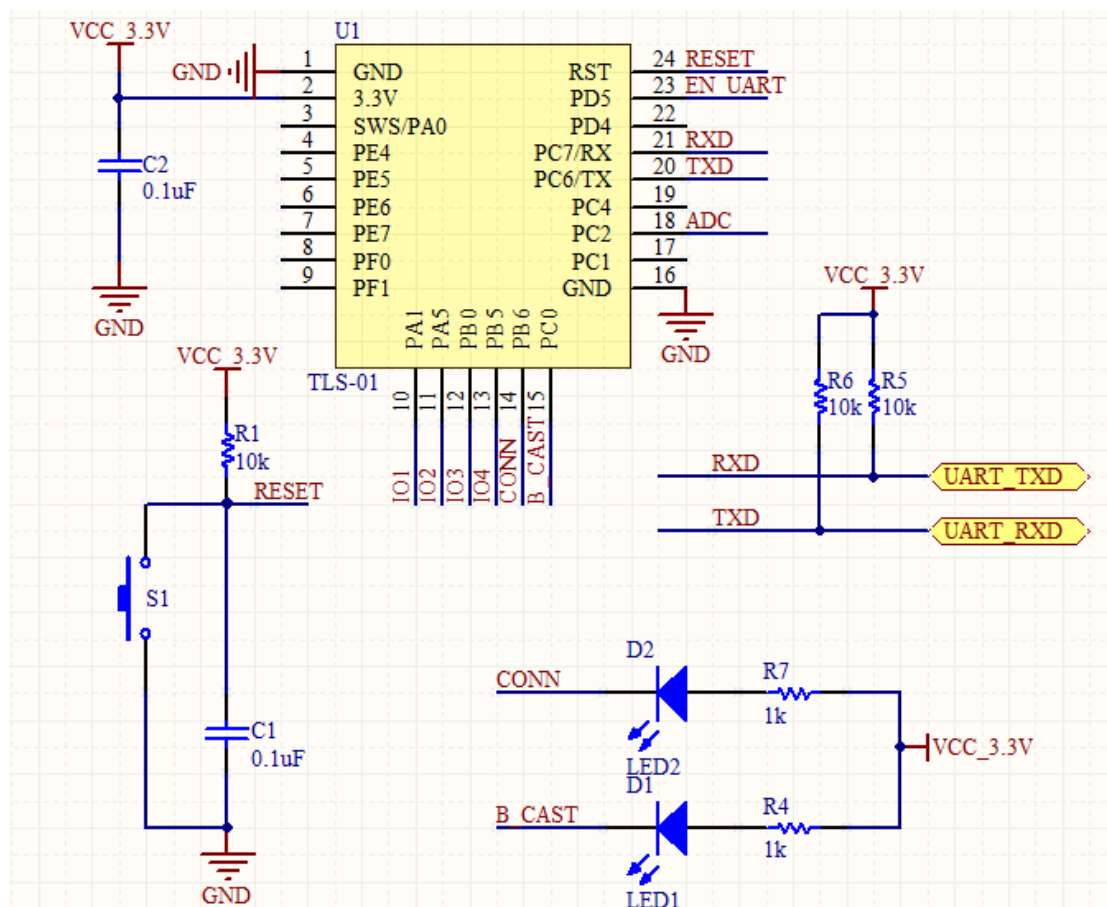 VCC_3.3V
GND
C2
0.1uF
GND
U1
1 GND
2 3.3V
3 SWS/PA0
4 PE4
5 PE5
6 PE6
7 PE7
8 PF0
9 PF1
RST 24 RESET
PD5 23 EN_UART
PD4 22
PC7/RX 21 RXD
PC6/TX 20 TXD
PC4 19
PC2 18 ADC
PC1 17
GND 16
GND
PA1 PA5 PB0 PB5 PB6 PC0
TLS-01
10 11 12 13 14 15
IO1 IO2 IO3 IO4 CONN B_CAST
VCC_3.3V
R1
10k
RESET
S1
C1
0.1uF
GND
VCC_3.3V
R6 R5
10k 10k
RXD UART_TXD
TXD UART_RXD
D2
CONN R7
1k
LED2
VCC_3.3V
D1
B_CAST R4
1k
LED1